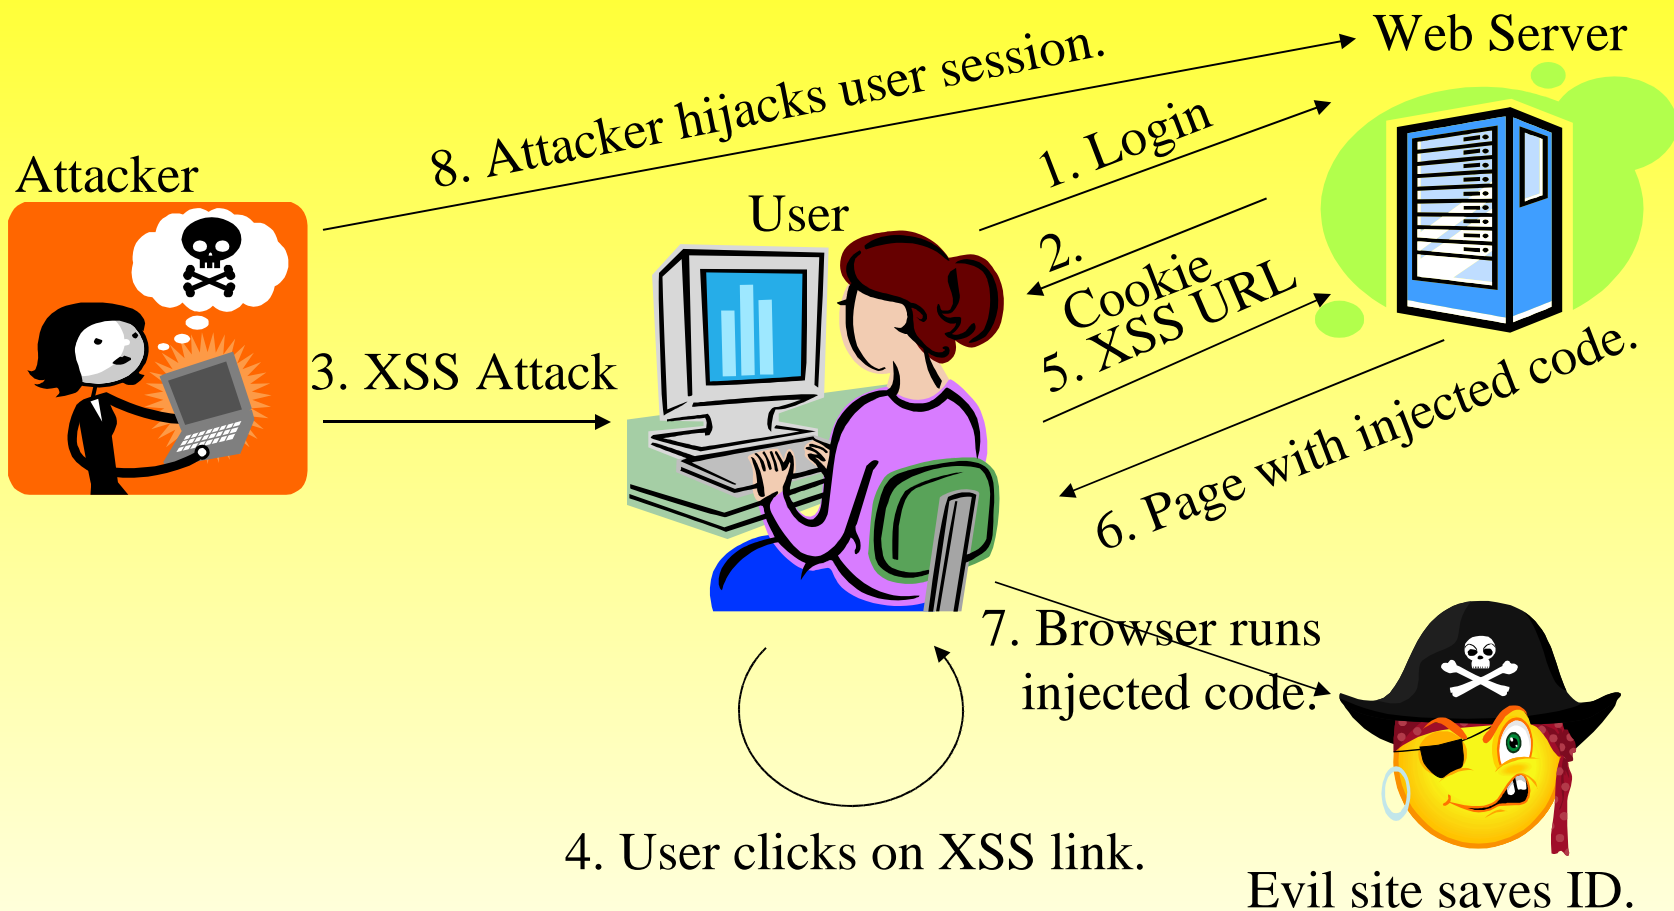 Web Server
8. Attacker hijacks user session.
1. Login
Attacker
User
2.
Cookie
5. XSS URL
3. XSS Attack
6. Page with injected code.
7. Browser runs
injected code.
4. User clicks on XSS link.
Evil site saves ID.